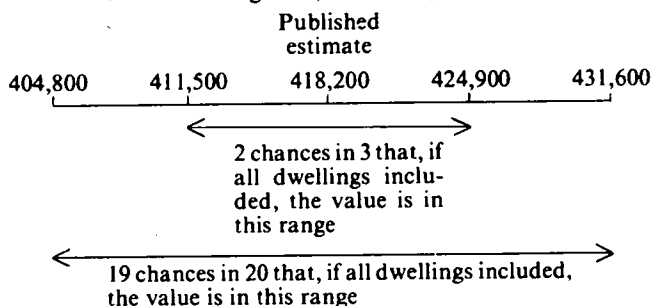 Published
estimate
404,800 411,500 418,200 424,900 431,600
2 chances in 3 that, if
all dwellings inclu-
ded, the value is in
this range
19 chances in 20 that, if all dwellings included,
the value is in this range